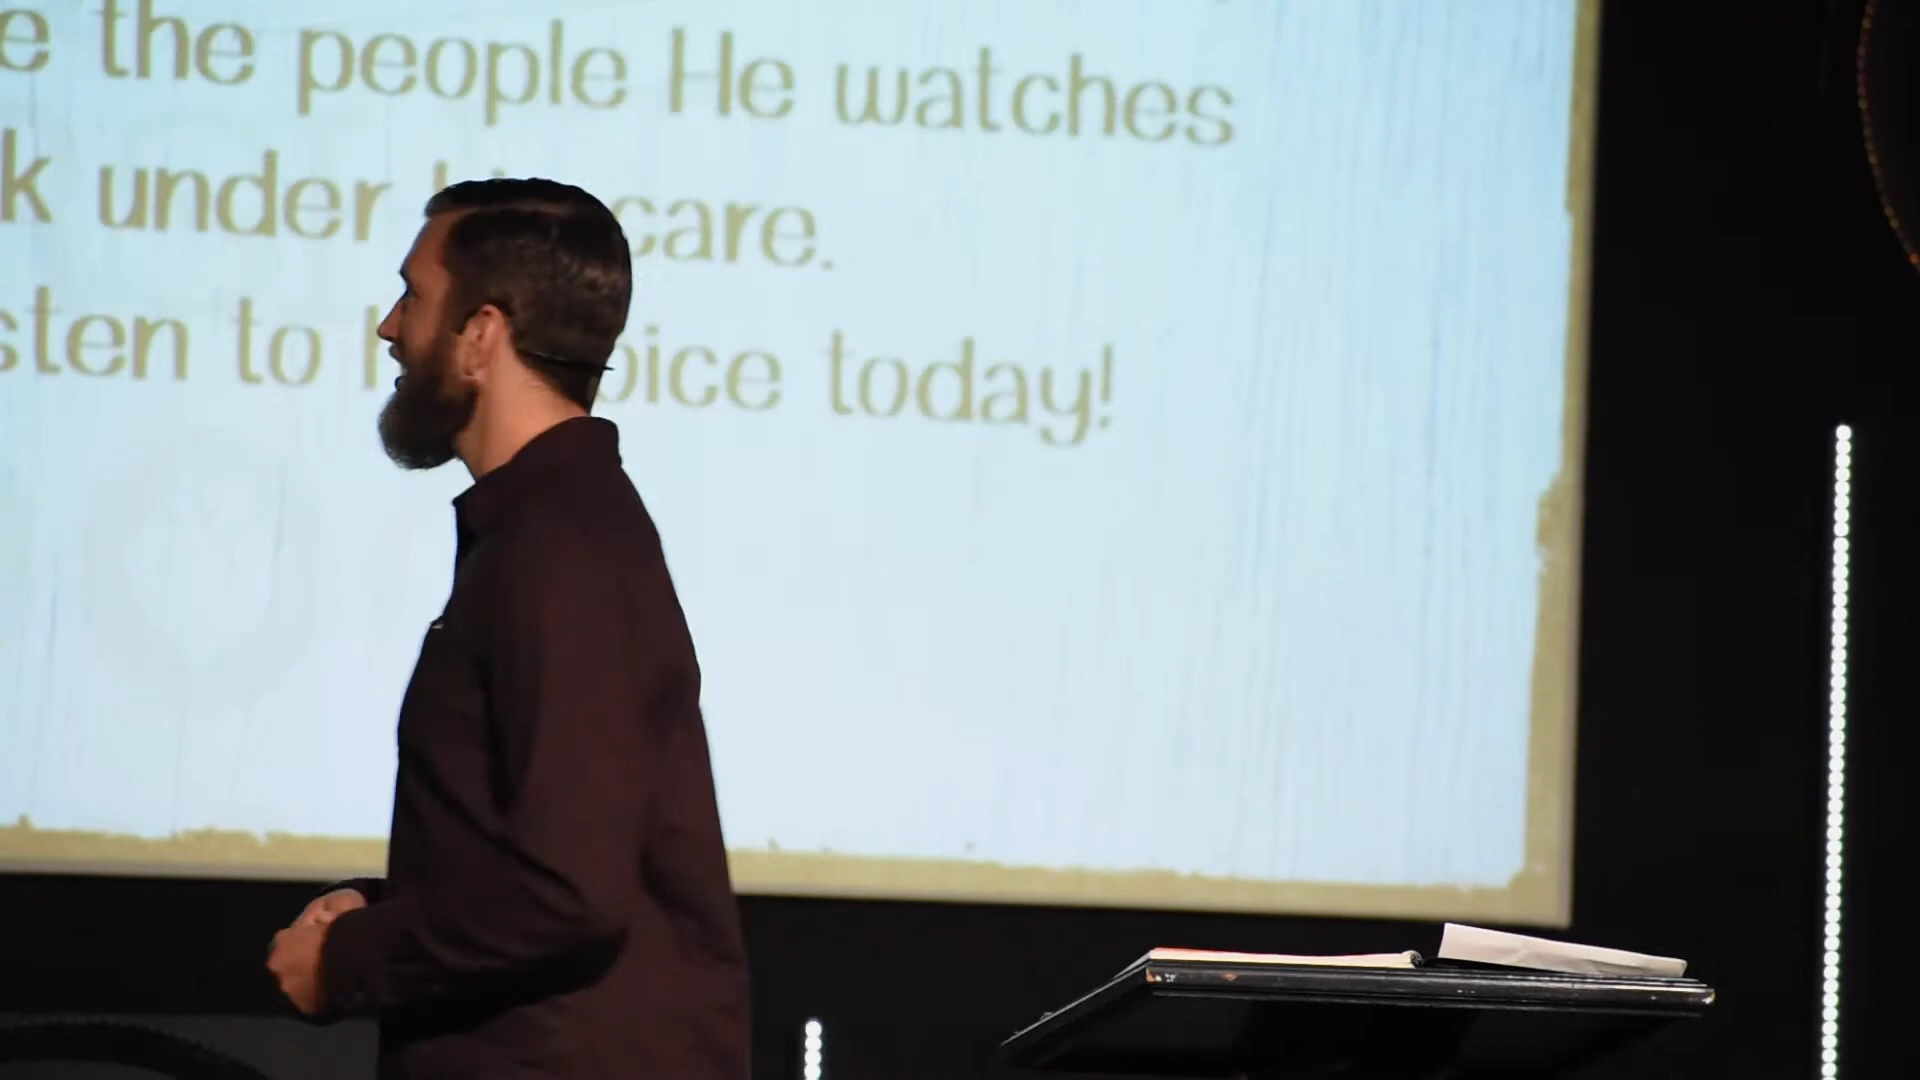 e the people He watches
k under care.
sten to oice today!